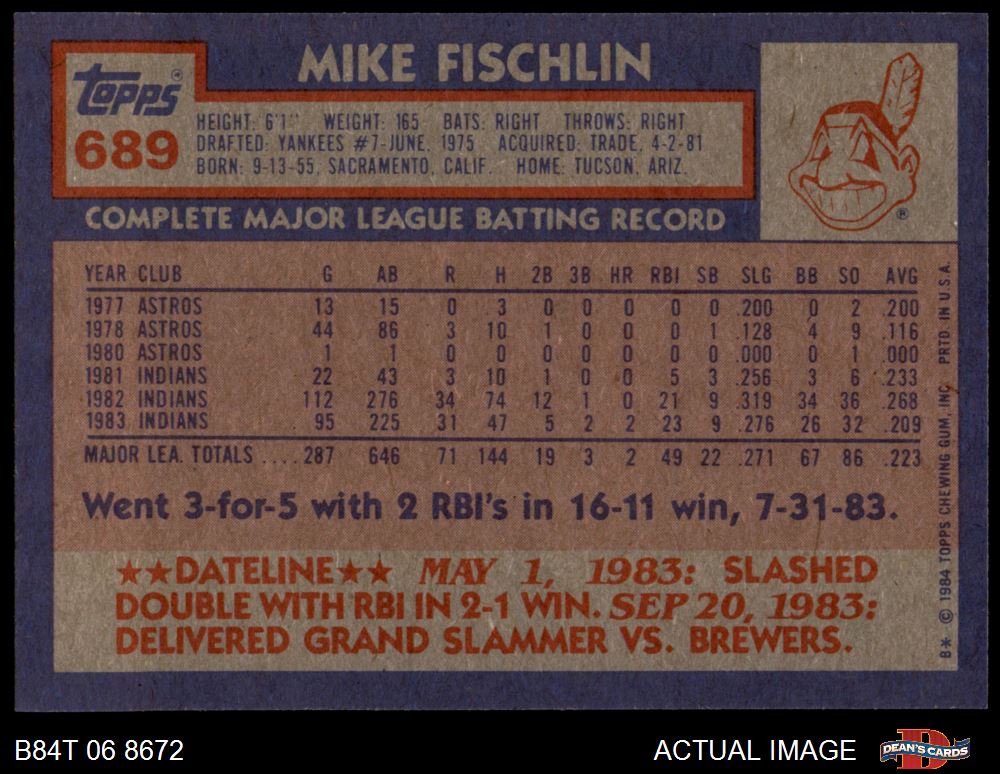 MIKE FISCHLIN
TOPPS ®
689
HEIGHT: 6'1" WEIGHT: 165 BATS: RIGHT THROWS: RIGHT
DRAFTED: YANKEES #7-JUNE, 1975 ACQUIRED: TRADE, 4-2-81
BORN: 9-13-55, SACRAMENTO, CALIF. HOME: TUCSON, ARIZ.
®
COMPLETE MAJOR LEAGUE BATTING RECORD
YEAR CLUB G AB R H 2B 3B HR RBI SB SLG BB SO AVG
1977 ASTROS 13 15 0 3 0 0 0 0 0 .200 0 2 .200
1978 ASTROS 44 86 3 10 1 0 0 0 1 .128 4 9 .116
1980 ASTROS 1 1 0 0 0 0 0 0 0 .000 0 1 .000
1981 INDIANS 22 43 3 10 1 0 0 5 3 .256 3 6 .233
1982 INDIANS 112 276 34 74 12 1 0 21 9 .319 34 36 .268
1983 INDIANS 95 225 31 47 5 2 2 23 9 .276 26 32 .209
MAJOR LEA. TOTALS .... 287 646 71 144 19 3 2 49 22 .271 67 86 .223
Went 3-for-5 with 2 RBI's in 16-11 win, 7-31-83.
★★DATELINE★★ MAY 1, 1983: SLASHED
DOUBLE WITH RBI IN 2-1 WIN. SEP 20, 1983:
DELIVERED GRAND SLAMMER VS. BREWERS.
B* © 1984 TOPPS CHEWING GUM, INC. PRTD. IN U.S.A.
B84T 06 8672
ACTUAL IMAGE
DEAN'S CARDS